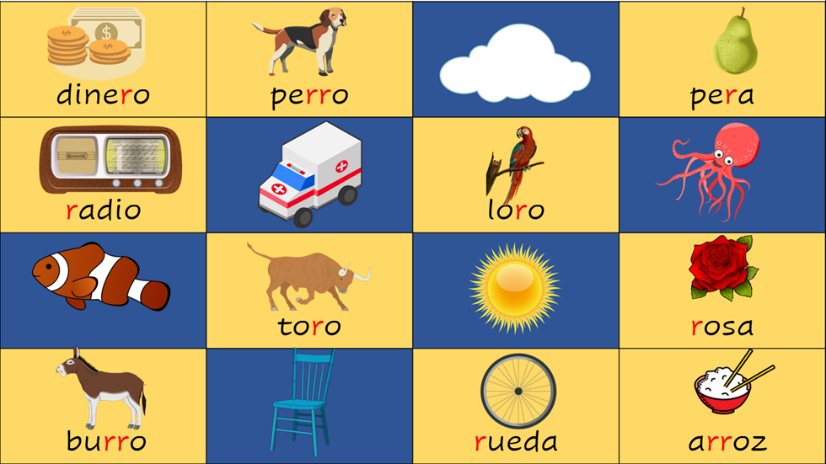 dinero
perro
pera
radio
loro
toro
rosa
burro
rueda
arroz